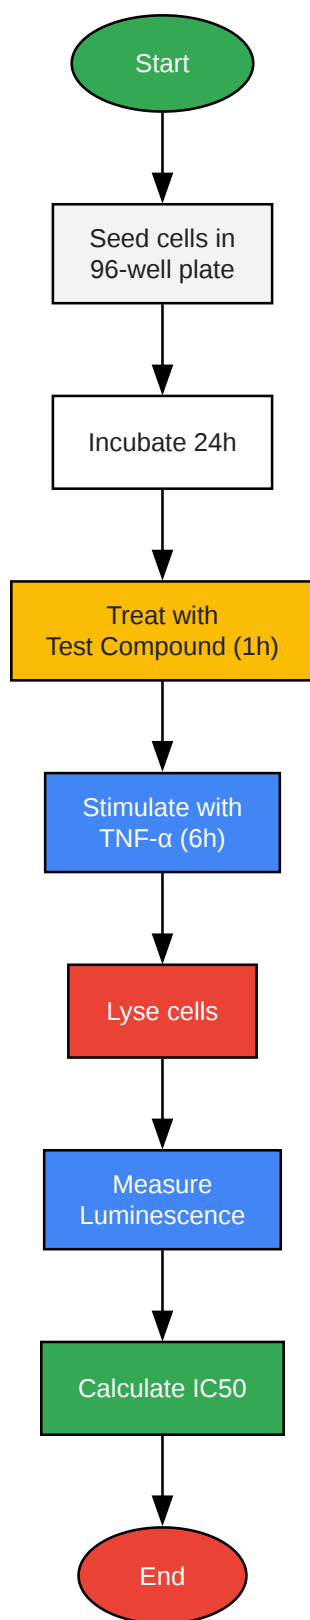 Start
Seed cells in
96-well plate
Incubate 24h
Treat with
Test Compound (1h)
Stimulate with
TNF-α (6h)
Lyse cells
Measure
Luminescence
Calculate IC50
End